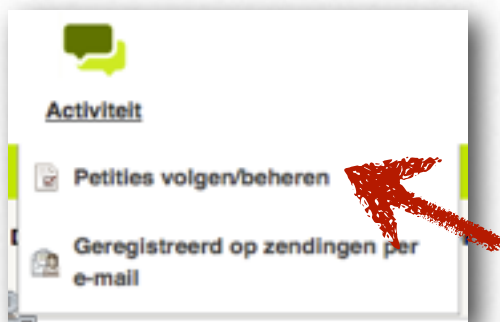 Activiteit
Petities volgen/beheren
Geregistreerd op zendingen per
e-mail